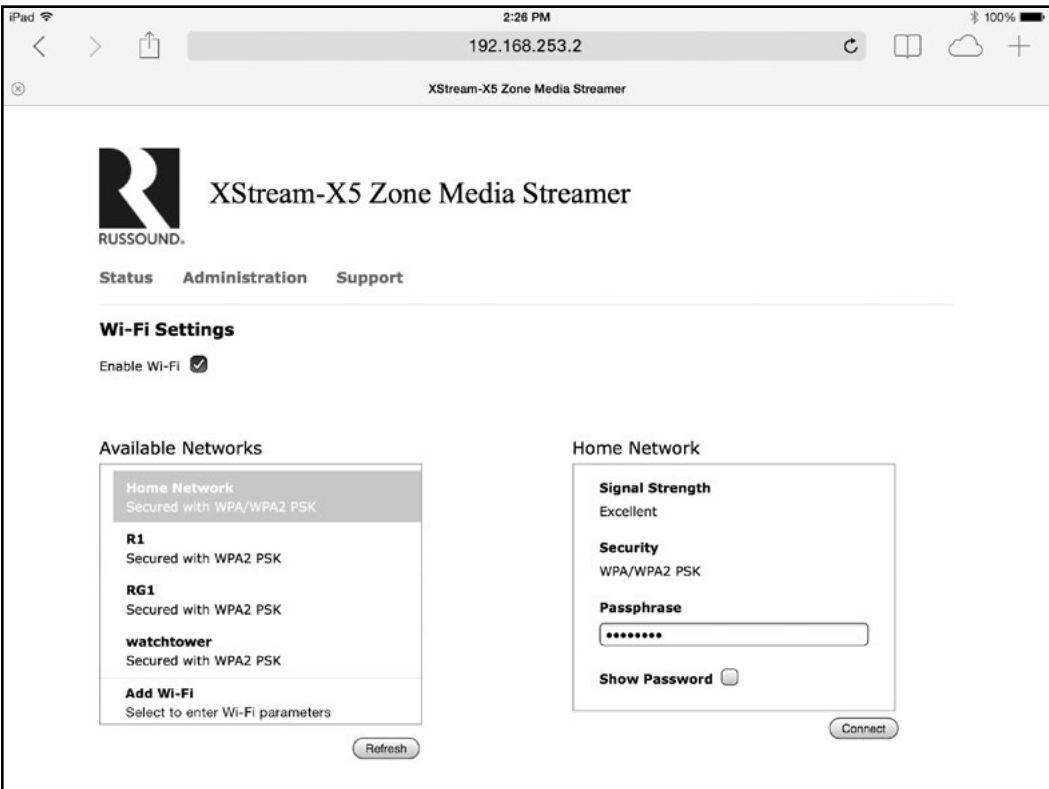 iPad 2:26 PM 100%
192.168.253.2
XStream-X5 Zone Media Streamer
XStream-X5 Zone Media Streamer
RUSSOUND®
Status Administration Support
Wi-Fi Settings
Enable Wi-Fi
Available Networks
Home Network
Secured with WPA/WPA2 PSK
R1
Secured with WPA2 PSK
RG1
Secured with WPA2 PSK
watchtower
Secured with WPA2 PSK
Add Wi-Fi
Select to enter Wi-Fi parameters
Refresh
Home Network
Signal Strength
Excellent
Security
WPA/WPA2 PSK
Passphrase
••••••••
Show Password
Connect